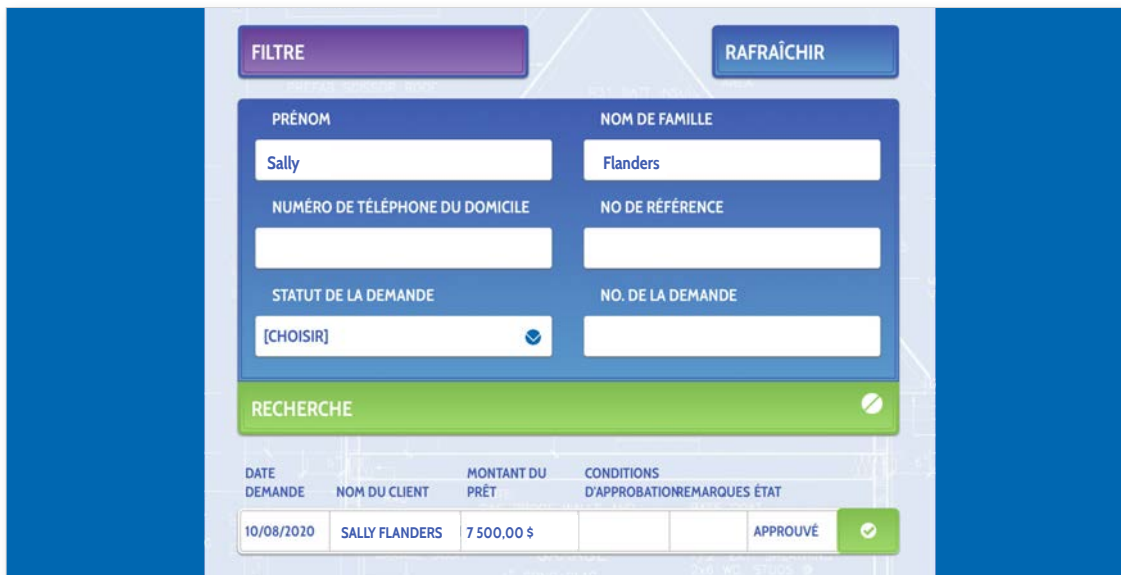 FILTRE
RAFRAÎCHIR
PRÉNOM
NOM DE FAMILLE
Sally
Flanders
NUMÉRO DE TÉLÉPHONE DU DOMICILE
NO DE RÉFÉRENCE
STATUT DE LA DEMANDE
NO. DE LA DEMANDE
[CHOISIR]
RECHERCHE
DATE
DEMANDE
NOM DU CLIENT
MONTANT DU
PRÊT
CONDITIONS
D'APPROBATION
REMARQUES
ÉTAT
10/08/2020
SALLY FLANDERS
7 500,00 $
APPROUVÉ